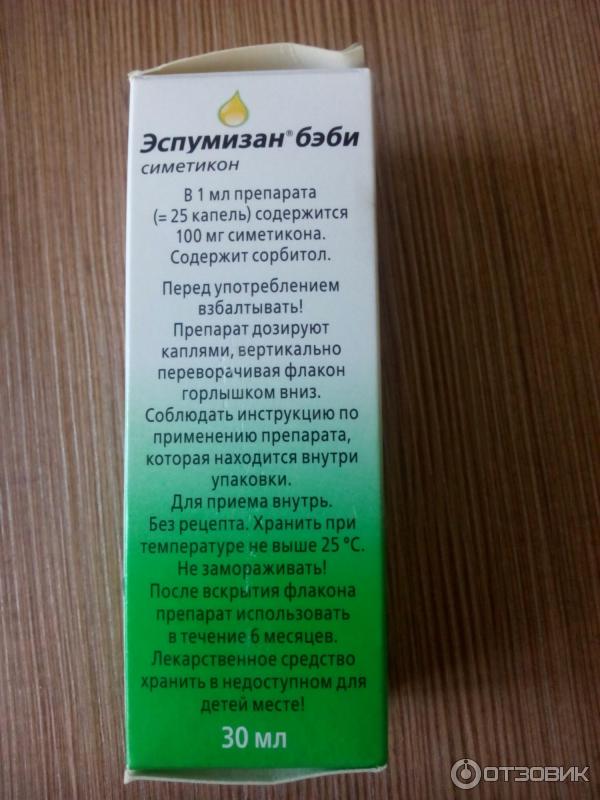 Эспумизан® бэби
симетикон
В 1 мл препарата
(= 25 капель) содержится
100 мг симетикона.
Содержит сорбитол.
Перед употреблением
взбалтывать!
Препарат дозируют
каплями, вертикально
переворачивая флакон
горлышком вниз.
Соблюдать инструкцию по
применению препарата,
которая находится внутри
упаковки.
Для приема внутрь.
Без рецепта. Хранить при
температуре не выше 25 °C.
Не замораживать!
После вскрытия флакона
препарат использовать
в течение 6 месяцев.
Лекарственное средство
хранить в недоступном для
детей месте!
30 мл
ОТЗОВИК